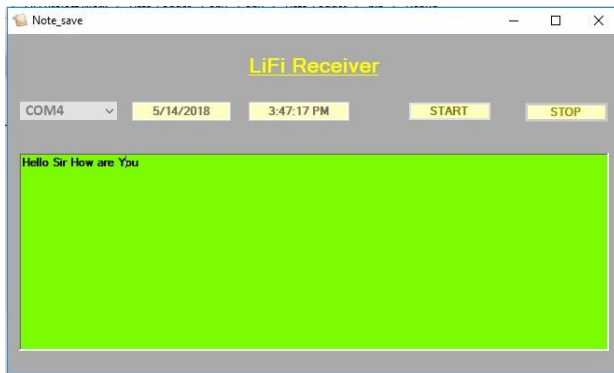 Note_save
LiFi Receiver
COM4 5/14/2018 3:47:17 PM START STOP
Hello Sir How are You